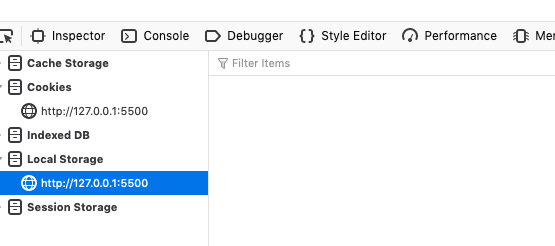 Inspector Console Debugger Style Editor Performance Me
Cache Storage
Filter Items
Cookies
http://127.0.0.1:5500
Indexed DB
Local Storage
http://127.0.0.1:5500
Session Storage